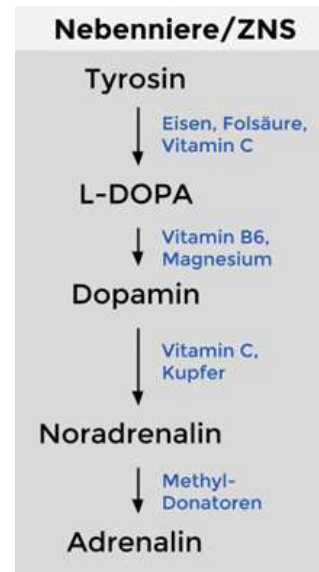 Nebenniere/ZNS
Tyrosin
Eisen, Folsäure,
Vitamin C
L-DOPA
Vitamin B6,
Magnesium
Dopamin
Vitamin C,
Kupfer
Noradrenalin
Methyl-
Donatoren
Adrenalin